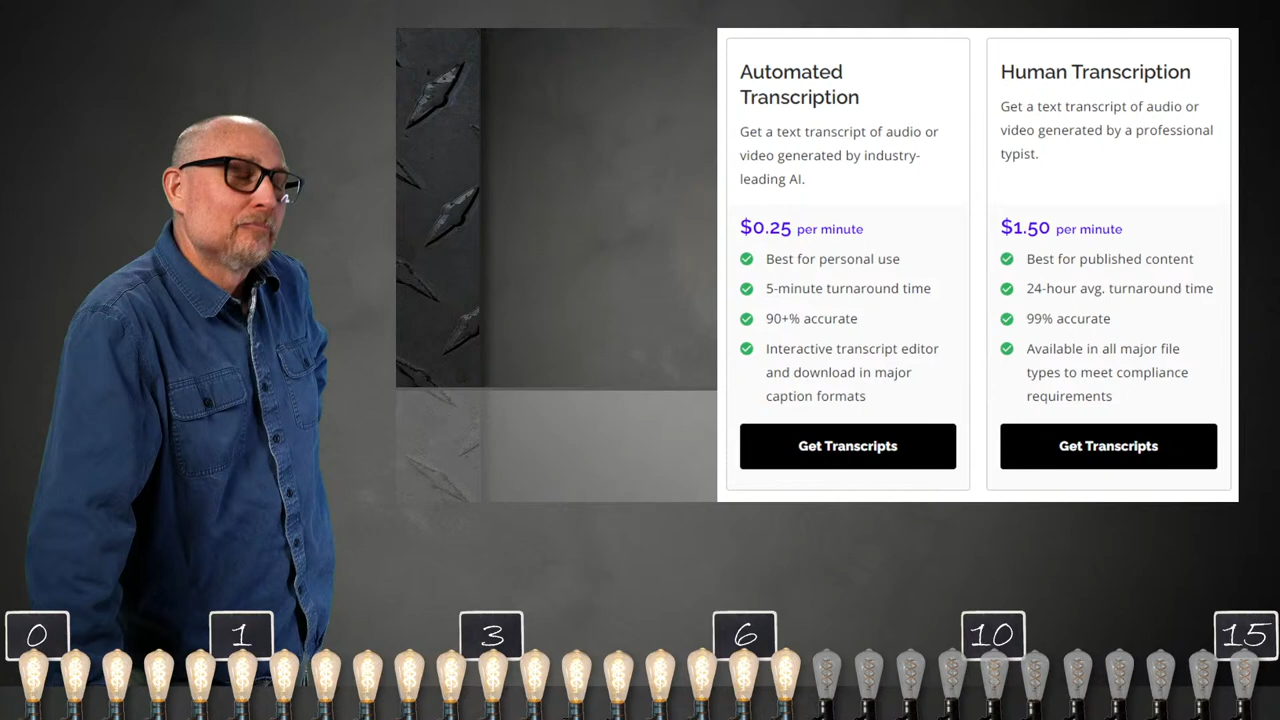 Automated
Transcription
Get a text transcript of audio or
video generated by industry-
leading AI.
$0.25 per minute
Best for personal use
5-minute turnaround time
90+% accurate
Interactive transcript editor
and download in major
caption formats
Get Transcripts
Human Transcription
Get a text transcript of audio or
video generated by a professional
typist.
$1.50 per minute
Best for published content
24-hour avg. turnaround time
99% accurate
Available in all major file
types to meet compliance
requirements
Get Transcripts
0 1 3 6 10 15